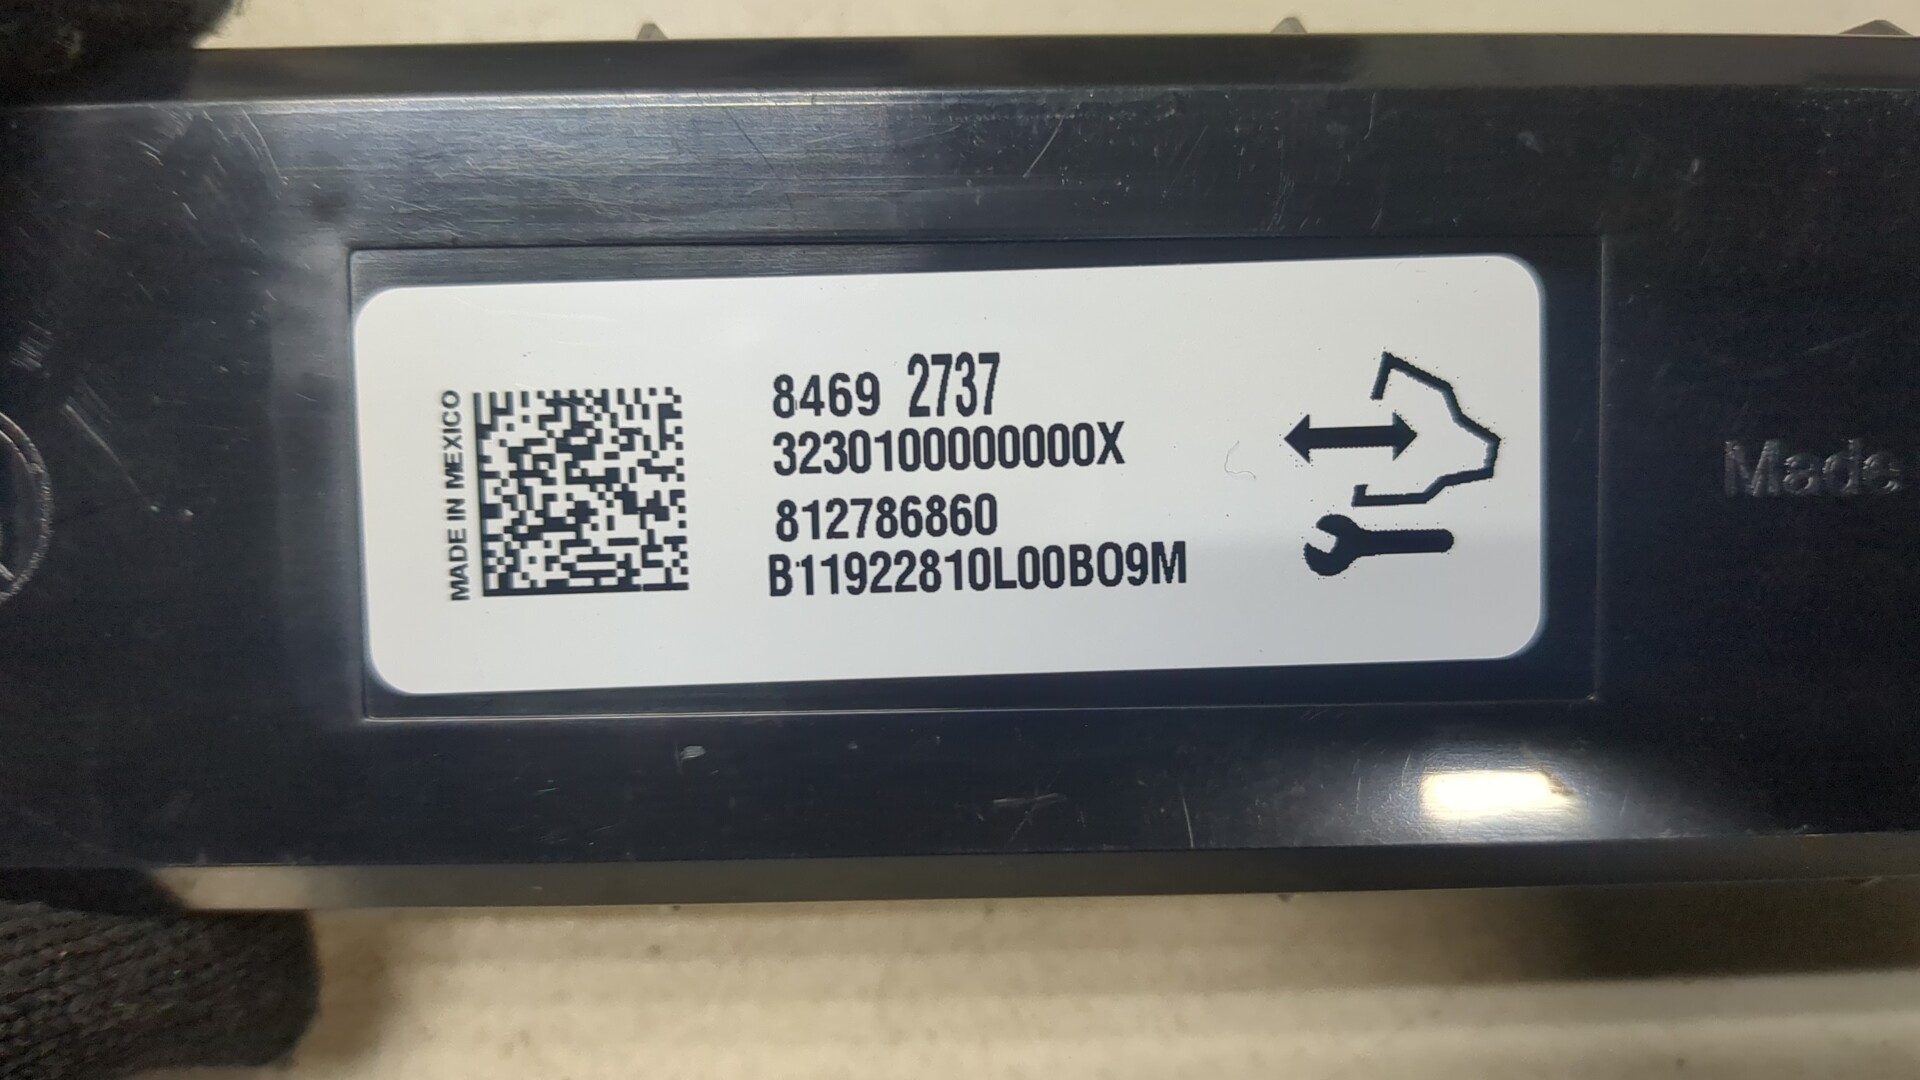 MADE IN MEXICO
8469 2737
3230100000000X
812786860
B11922810L00BO9M
Made